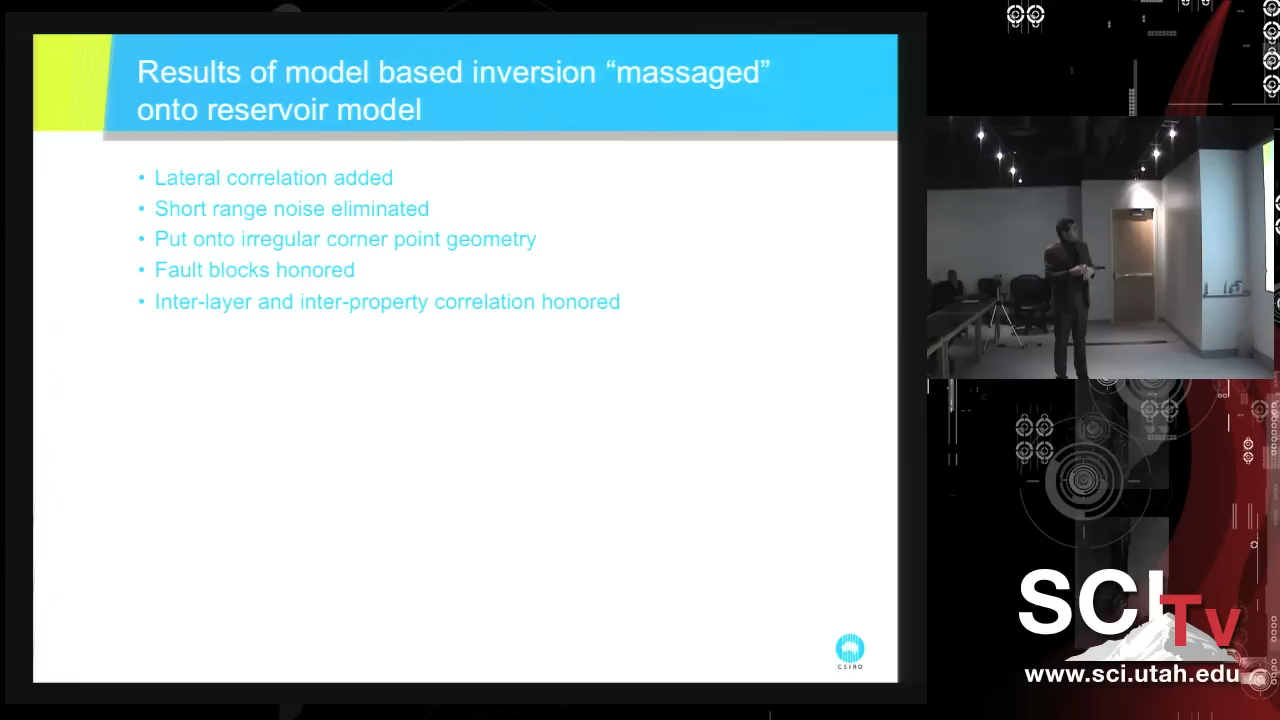 Results of model based inversion “massaged”
onto reservoir model
• Lateral correlation added
• Short range noise eliminated
• Put onto irregular corner point geometry
• Fault blocks honored
• Inter-layer and inter-property correlation honored
CSIRO
SCI
Tv
www.sci.utah.edu